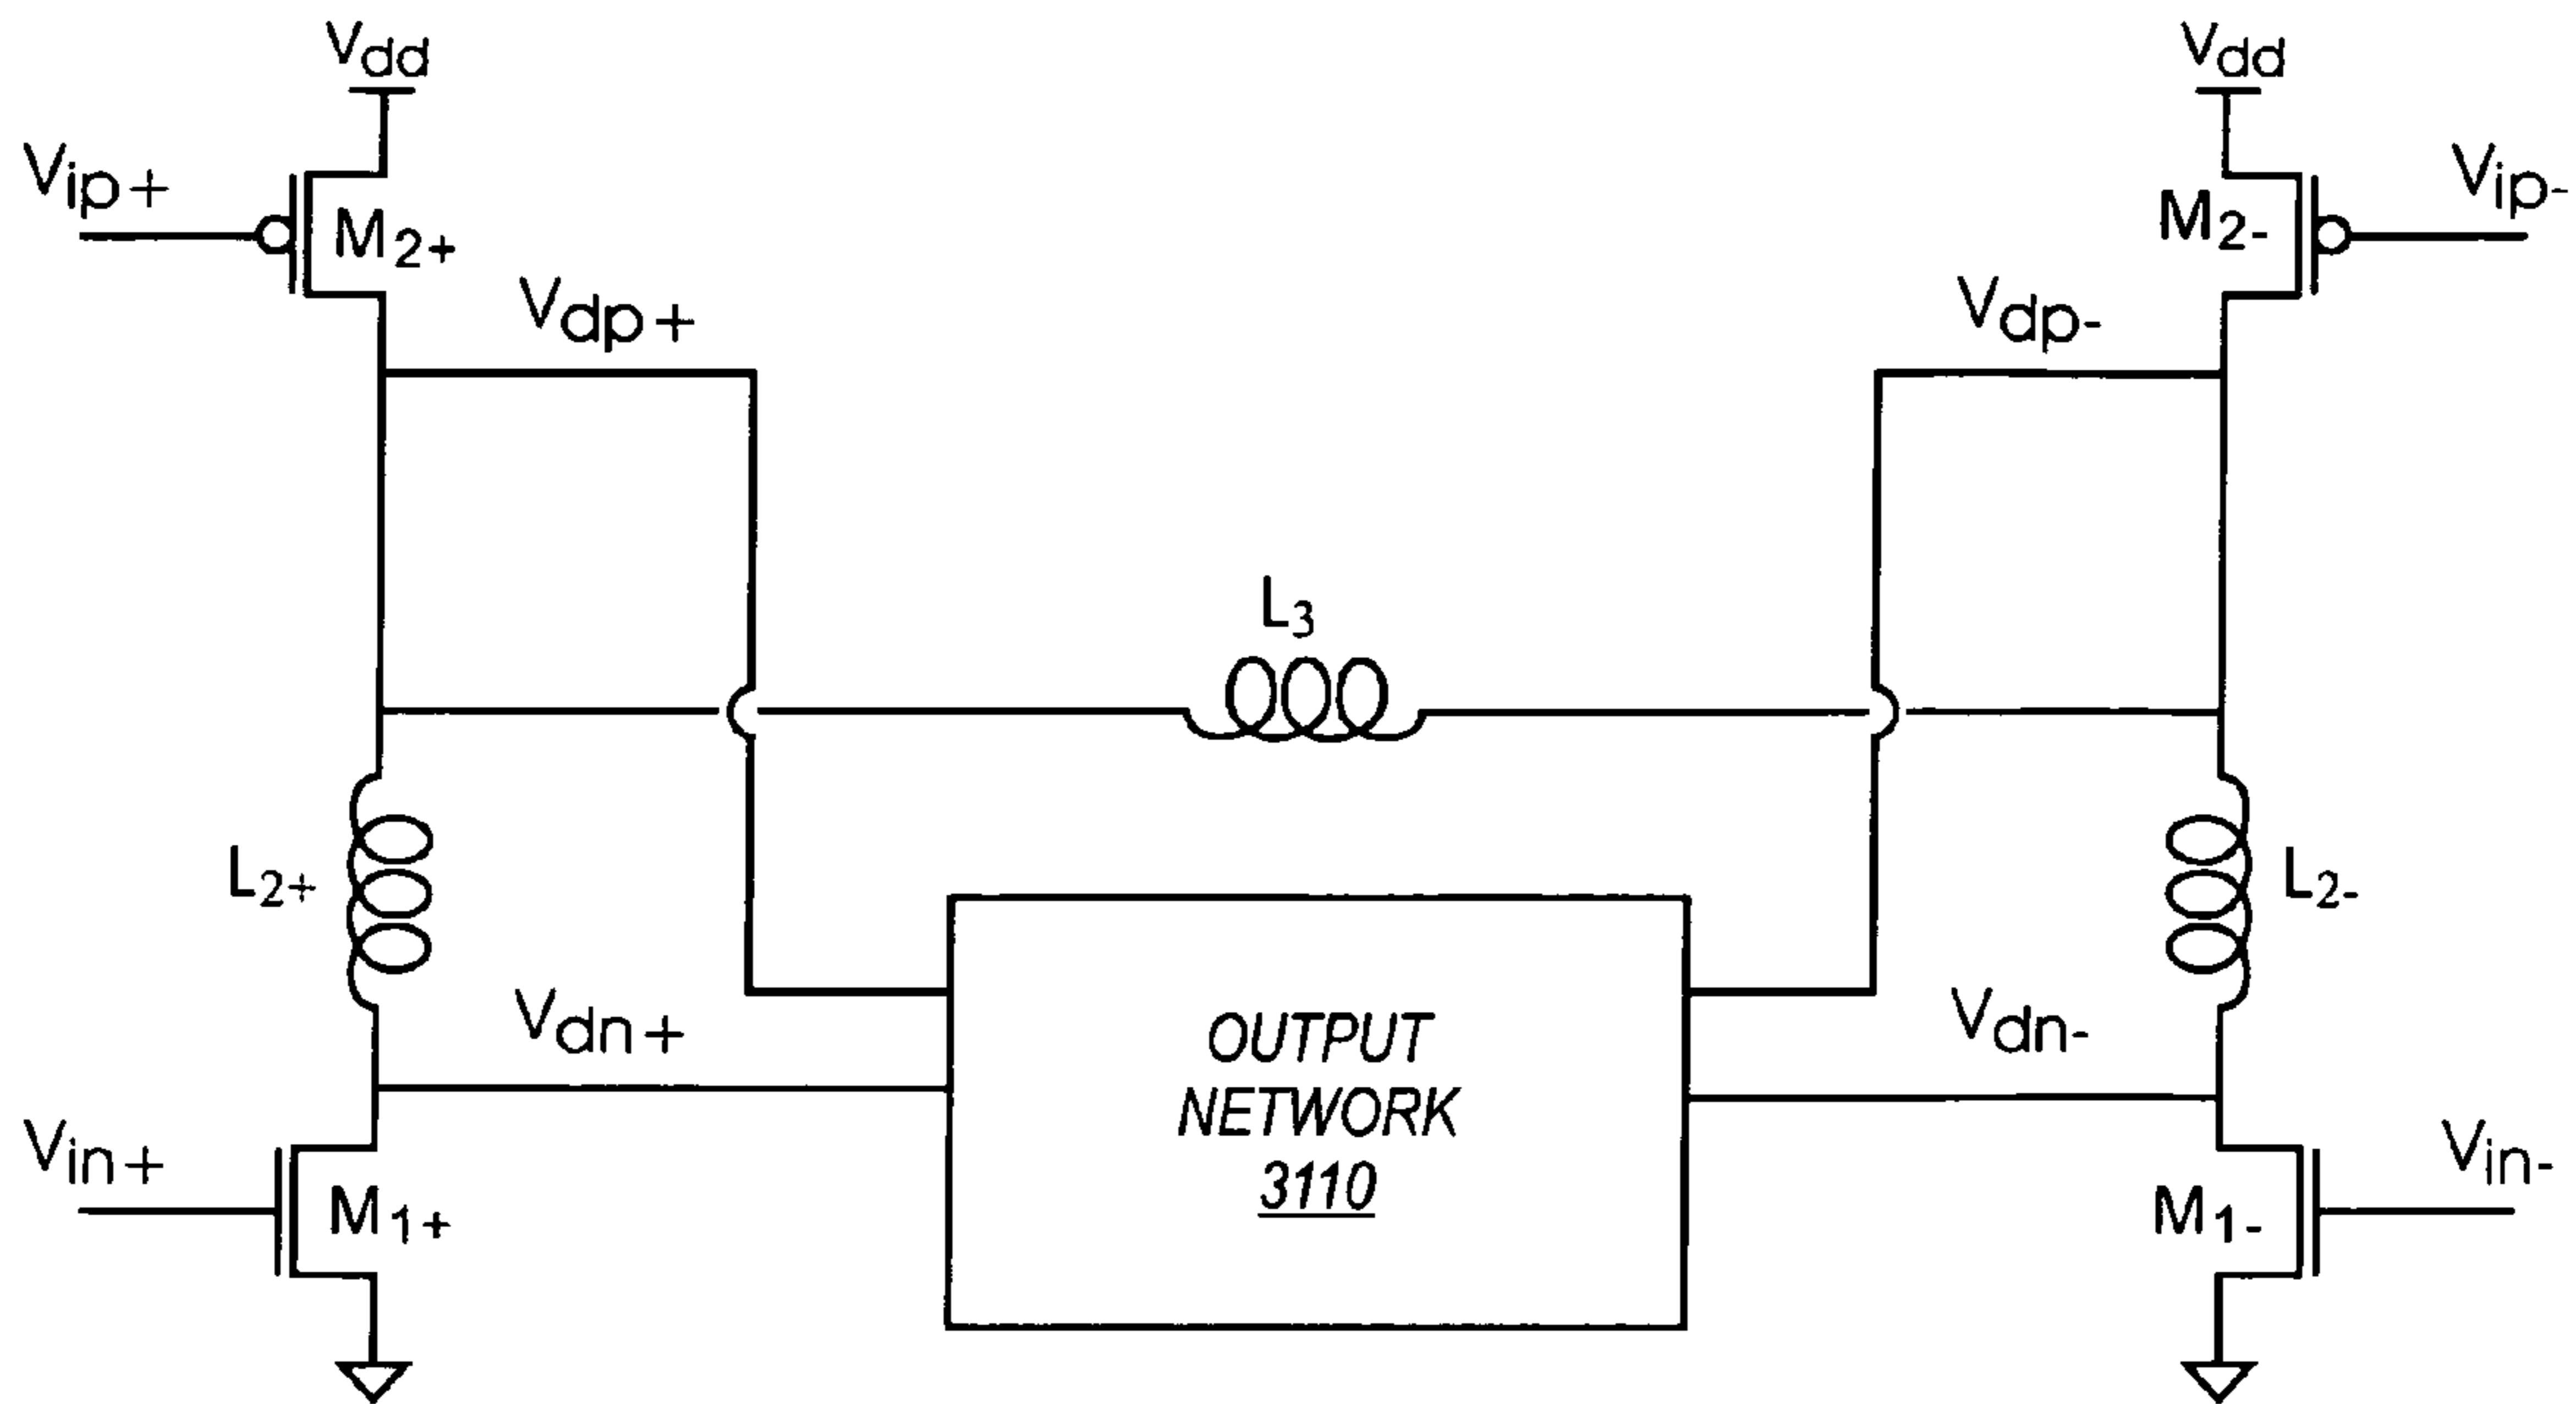 Vdd
Vdd
Vip+
M2+
M2-
Vip-
Vdp+
Vdp-
L3
L2+
L2-
Vdn+
Vdn-
OUTPUT
NETWORK
3110
Vin+
M1+
M1-
Vin-